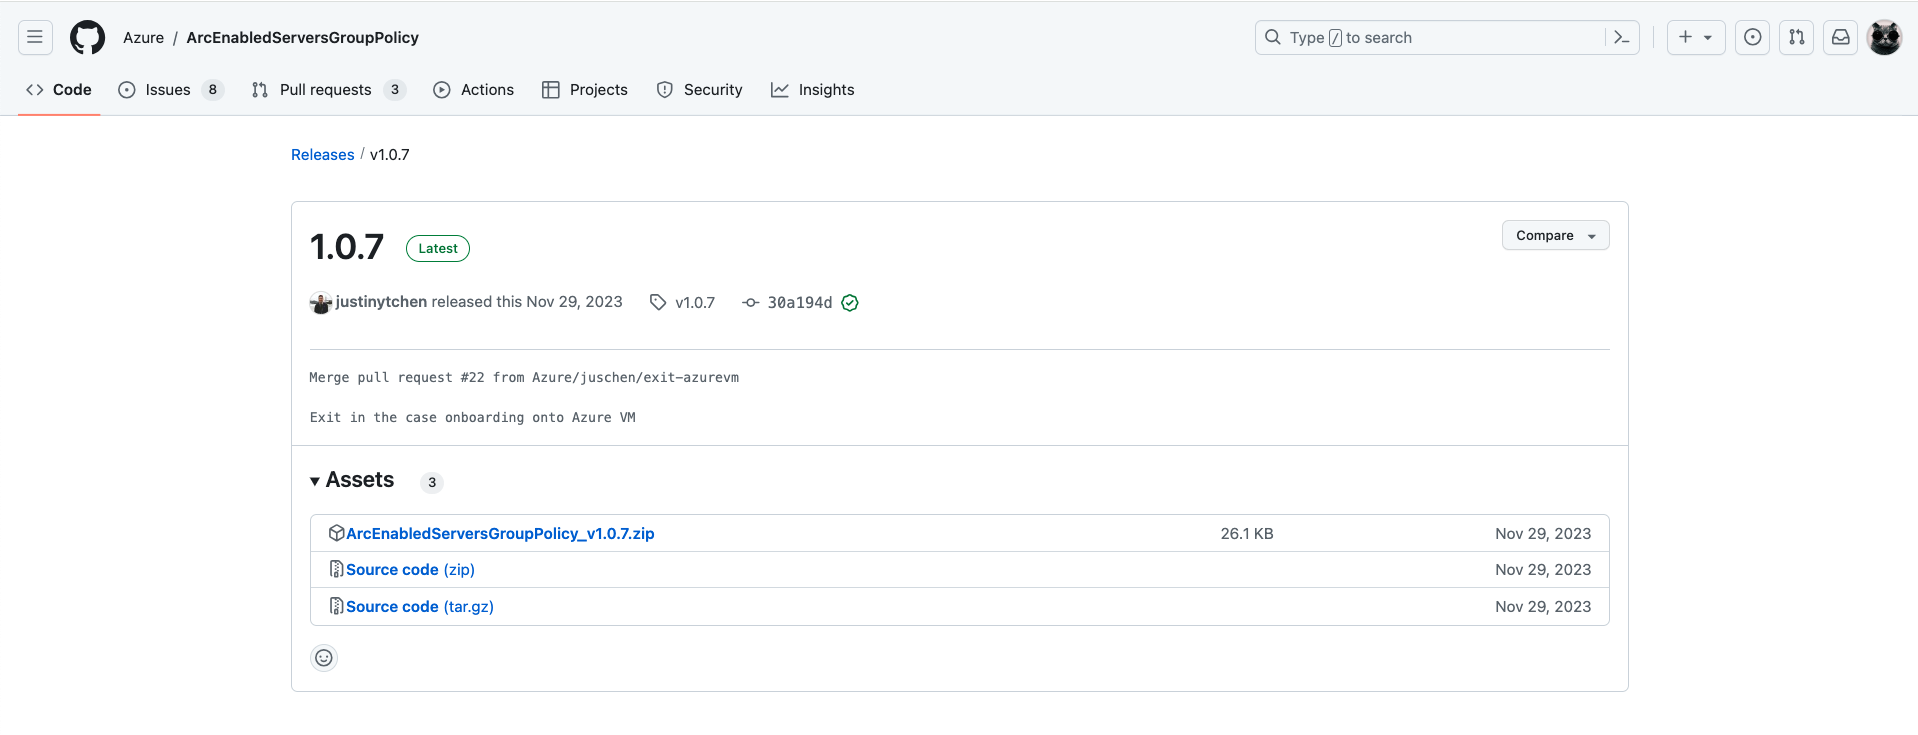 Azure / ArcEnabledServersGroupPolicy
Type / to search
Code
Issues 8
Pull requests 3
Actions
Projects
Security
Insights
Releases / v1.0.7
1.0.7 Latest
Compare
justinytchen released this Nov 29, 2023 v1.0.7 30a194d
Merge pull request #22 from Azure/juschen/exit-azurevm
Exit in the case onboarding onto Azure VM
Assets 3
ArcEnabledServersGroupPolicy_v1.0.7.zip 26.1 KB Nov 29, 2023
Source code (zip) Nov 29, 2023
Source code (tar.gz) Nov 29, 2023